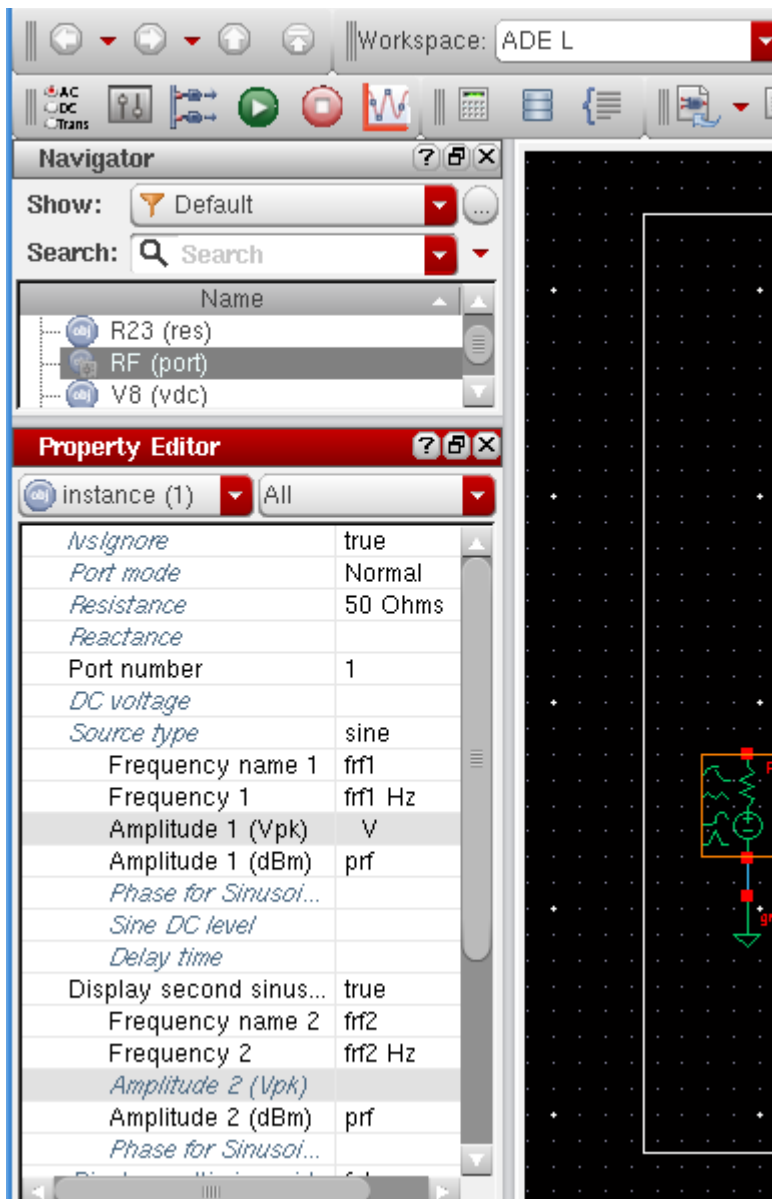 Workspace: ADE L
AC
DC
Trans
Navigator
Show: Default ...
Search: Search
Name
obj R23 (res)
RF (port)
obj V8 (vdc)
Property Editor
obj instance (1) All
lvsIgnore true
Port mode Normal
Resistance 50 Ohms
Reactance
Port number 1
DC voltage
Source type sine
Frequency name 1 frf1
Frequency 1 frf1 Hz
Amplitude 1 (Vpk) V
Amplitude 1 (dBm) prf
Phase for Sinusoi...
Sine DC level
Delay time
Display second sinus... true
Frequency name 2 frf2
Frequency 2 frf2 Hz
Amplitude 2 (Vpk)
Amplitude 2 (dBm) prf
Phase for Sinusoi...